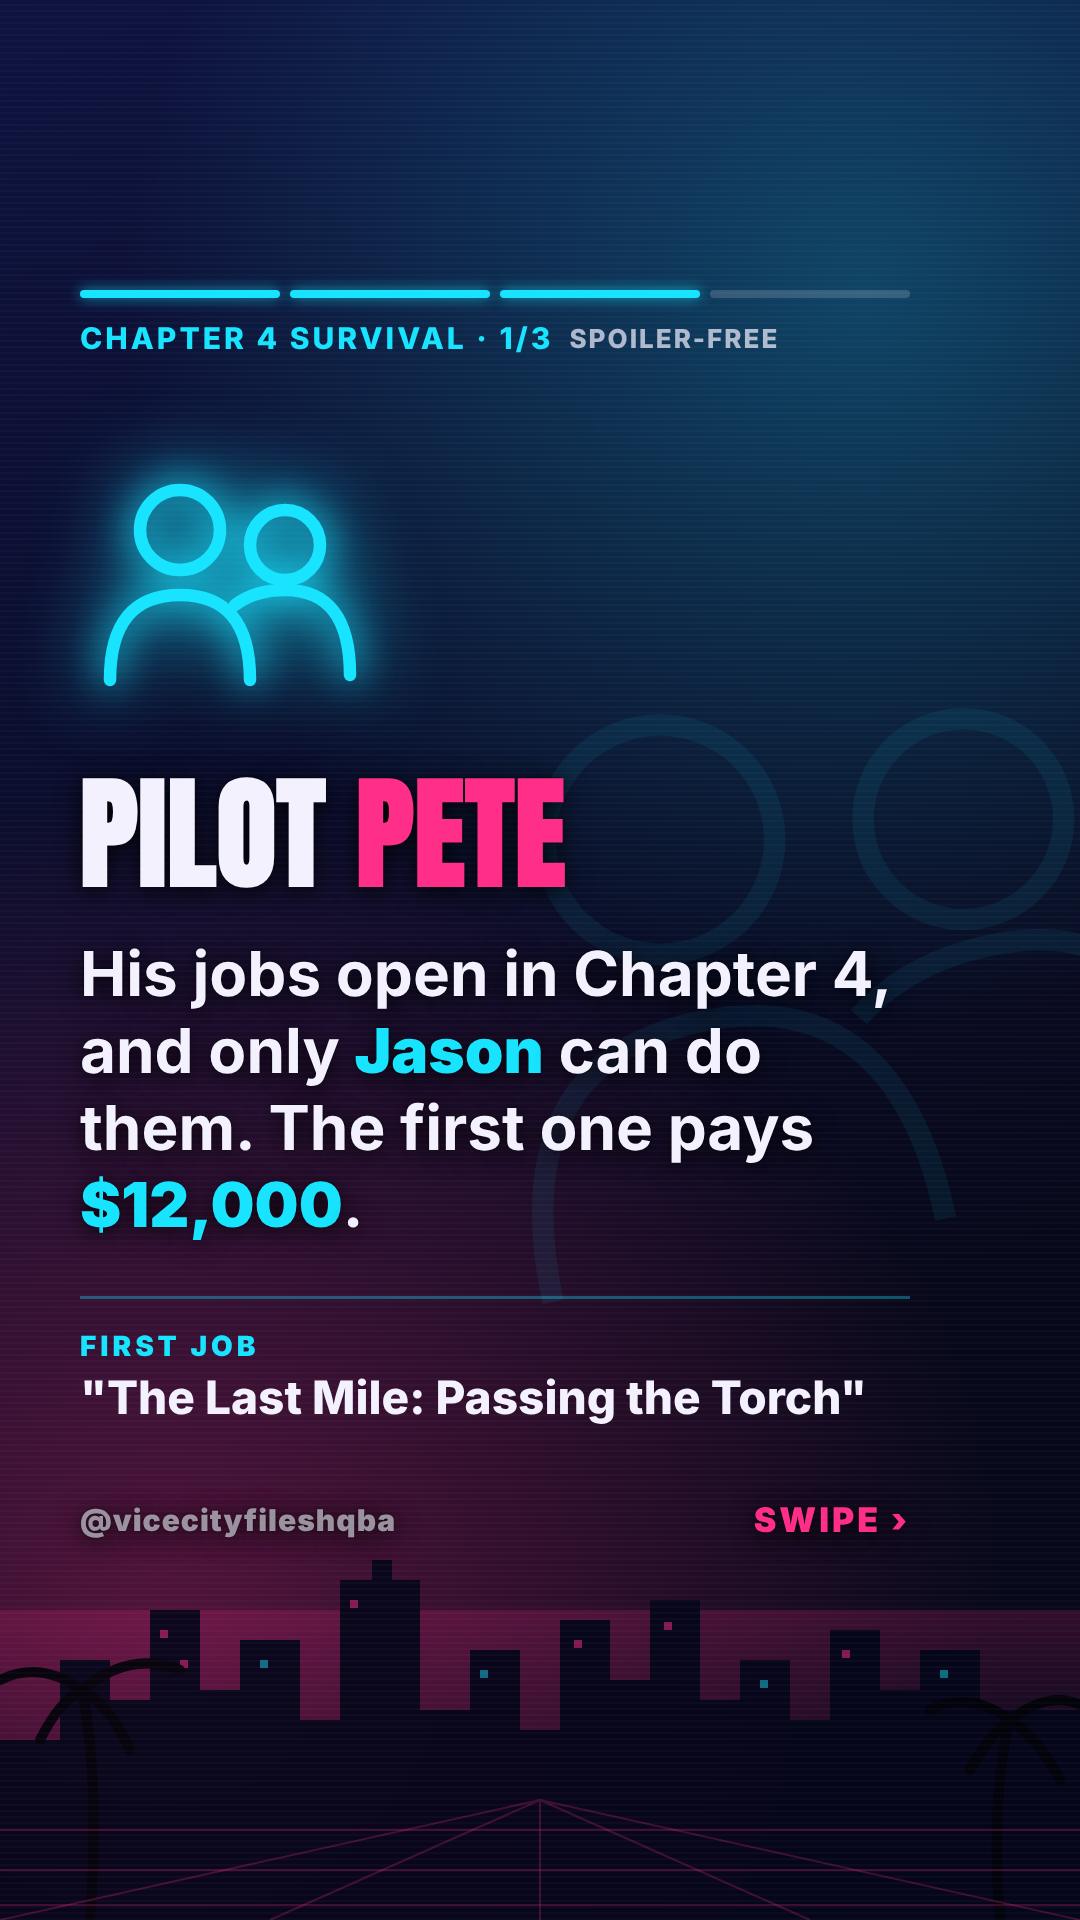 CHAPTER 4 SURVIVAL · 1/3 SPOILER-FREE
PILOT PETE
His jobs open in Chapter 4,
and only Jason can do
them. The first one pays
$12,000.
FIRST JOB
"The Last Mile: Passing the Torch"
@vicecityfileshqba
SWIPE ›